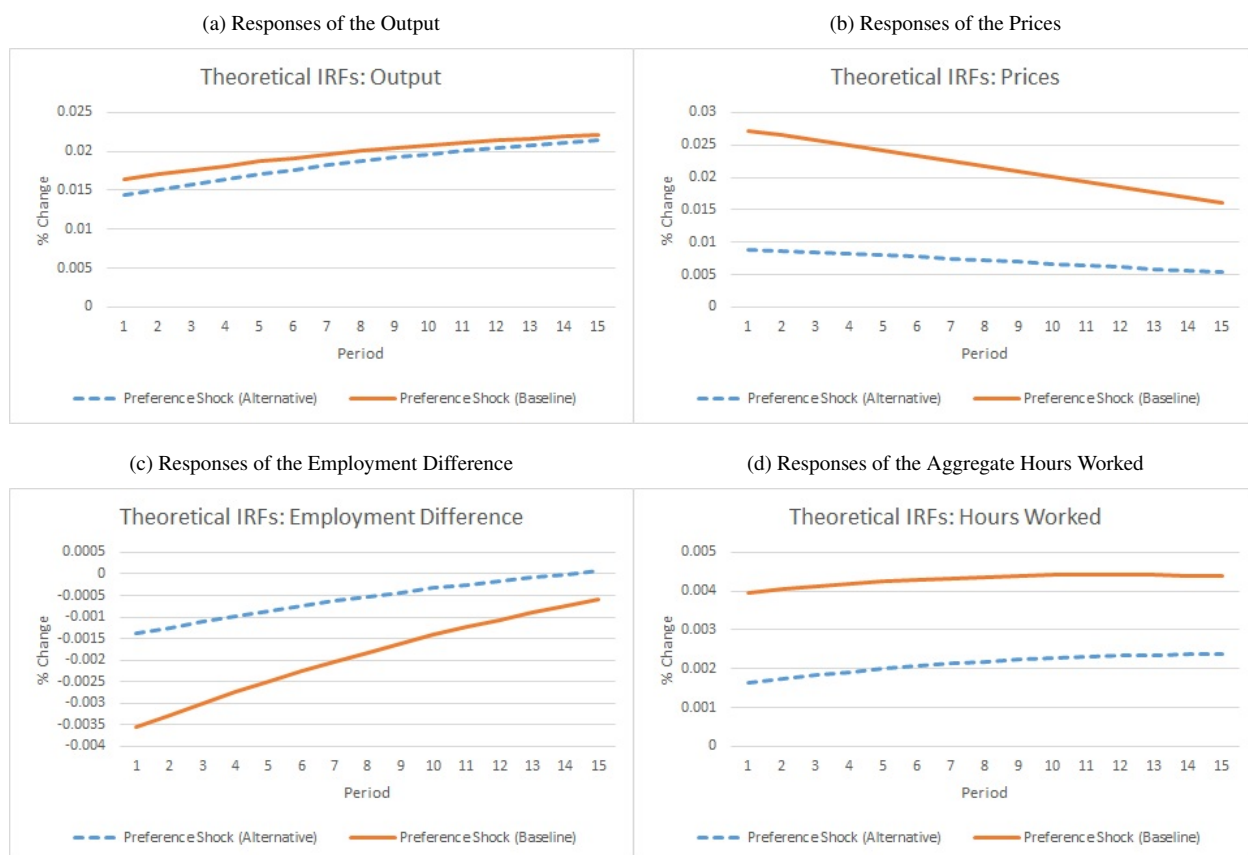 (a) Responses of the Output
Theoretical IRFs: Output
% Change
0.025
0.02
0.015
0.01
0.005
0
1 2 3 4 5 6 7 8 9 10 11 12 13 14 15
Period
Preference Shock (Alternative) Preference Shock (Baseline)
(b) Responses of the Prices
Theoretical IRFs: Prices
% Change
0.03
0.025
0.02
0.015
0.01
0.005
0
1 2 3 4 5 6 7 8 9 10 11 12 13 14 15
Period
Preference Shock (Alternative) Preference Shock (Baseline)
(c) Responses of the Employment Difference
Theoretical IRFs: Employment Difference
% Change
0.0005
0
-0.0005
-0.001
-0.0015
-0.002
-0.0025
-0.003
-0.0035
-0.004
1 2 3 4 5 6 7 8 9 10 11 12 13 14 15
Period
Preference Shock (Alternative) Preference Shock (Baseline)
(d) Responses of the Aggregate Hours Worked
Theoretical IRFs: Hours Worked
% Change
0.005
0.004
0.003
0.002
0.001
0
1 2 3 4 5 6 7 8 9 10 11 12 13 14 15
Period
Preference Shock (Alternative) Preference Shock (Baseline)